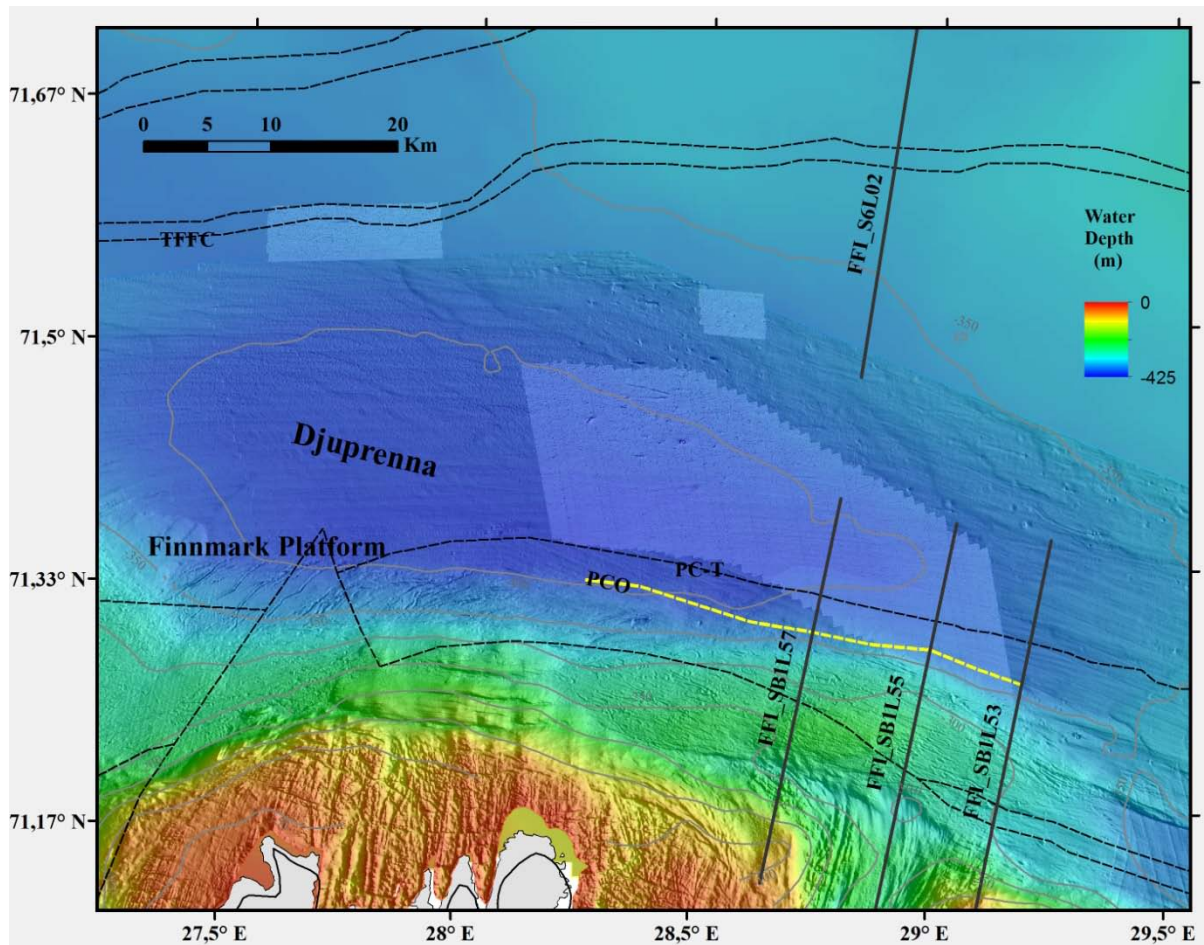 71,67° N
0 5 10 20
Km
FFI_S6L02
TFFC
Water
Depth
(m)
0
-425
-350
71,5° N
Djuprenna
Finnmark Platform
71,33° N
PC-T
PCO
FFI_SB1L57
FFI_SB1L55
FFI_SB1L53
71,17° N
27,5° E 28° E 28,5° E 29° E 29,5° E